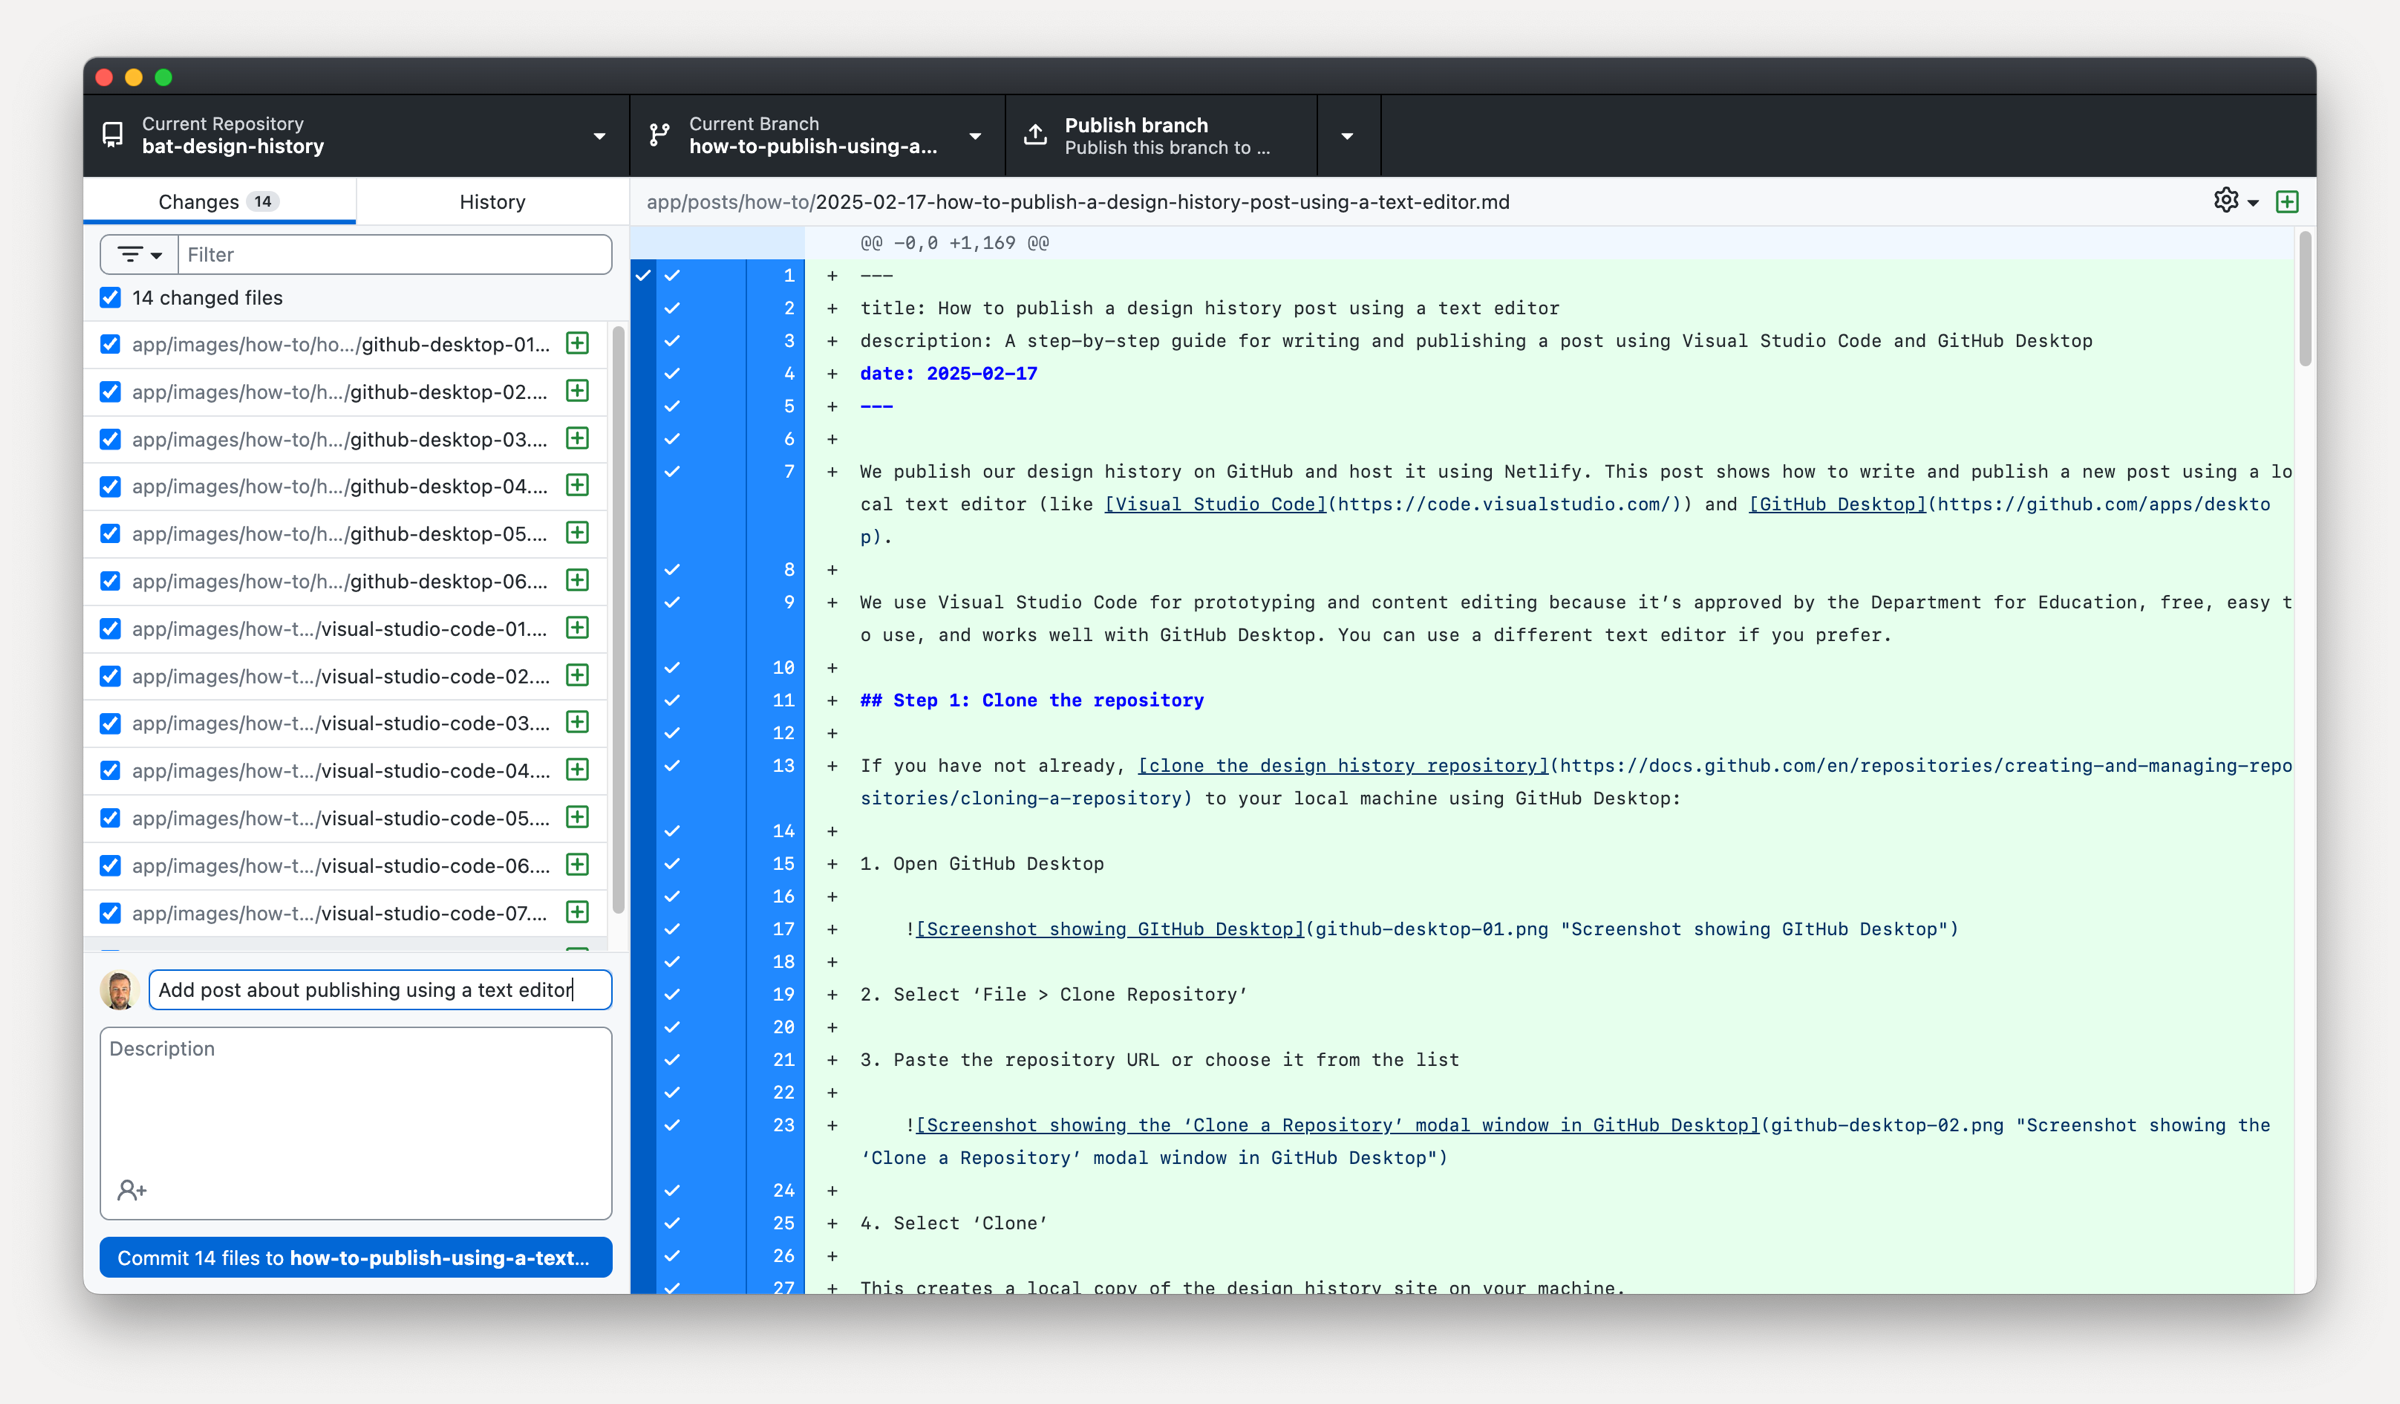 Current Repository
bat-design-history
Current Branch
how-to-publish-using-a...
Publish branch
Publish this branch to ...
Changes 14
History
app/posts/how-to/2025-02-17-how-to-publish-a-design-history-post-using-a-text-editor.md
Filter
14 changed files
app/images/how-to/ho.../github-desktop-01...
app/images/how-to/h.../github-desktop-02....
app/images/how-to/h.../github-desktop-03....
app/images/how-to/h.../github-desktop-04....
app/images/how-to/h.../github-desktop-05....
app/images/how-to/h.../github-desktop-06....
app/images/how-t.../visual-studio-code-01....
app/images/how-t.../visual-studio-code-02....
app/images/how-t.../visual-studio-code-03....
app/images/how-t.../visual-studio-code-04....
app/images/how-t.../visual-studio-code-05....
app/images/how-t.../visual-studio-code-06....
app/images/how-t.../visual-studio-code-07....
Add post about publishing using a text editor
Description
Commit 14 files to how-to-publish-using-a-text...
@@ -0,0 +1,169 @@
1 + ---
2 + title: How to publish a design history post using a text editor
3 + description: A step-by-step guide for writing and publishing a post using Visual Studio Code and GitHub Desktop
4 + date: 2025-02-17
5 + ---
6 +
7 + We publish our design history on GitHub and host it using Netlify. This post shows how to write and publish a new post using a lo
cal text editor (like [Visual Studio Code](https://code.visualstudio.com/)) and [GitHub Desktop](https://github.com/apps/deskto
p).
8 +
9 + We use Visual Studio Code for prototyping and content editing because it’s approved by the Department for Education, free, easy t
o use, and works well with GitHub Desktop. You can use a different text editor if you prefer.
10 +
11 + ## Step 1: Clone the repository
12 +
13 + If you have not already, [clone the design history repository](https://docs.github.com/en/repositories/creating-and-managing-repo
sitories/cloning-a-repository) to your local machine using GitHub Desktop:
14 +
15 + 1. Open GitHub Desktop
16 +
17 + ![Screenshot showing GItHub Desktop](github-desktop-01.png "Screenshot showing GItHub Desktop")
18 +
19 + 2. Select ‘File > Clone Repository’
20 +
21 + 3. Paste the repository URL or choose it from the list
22 +
23 + ![Screenshot showing the ‘Clone a Repository’ modal window in GitHub Desktop](github-desktop-02.png "Screenshot showing the
‘Clone a Repository’ modal window in GitHub Desktop")
24 +
25 + 4. Select ‘Clone’
26 +
27 + This creates a local copy of the design history site on your machine.